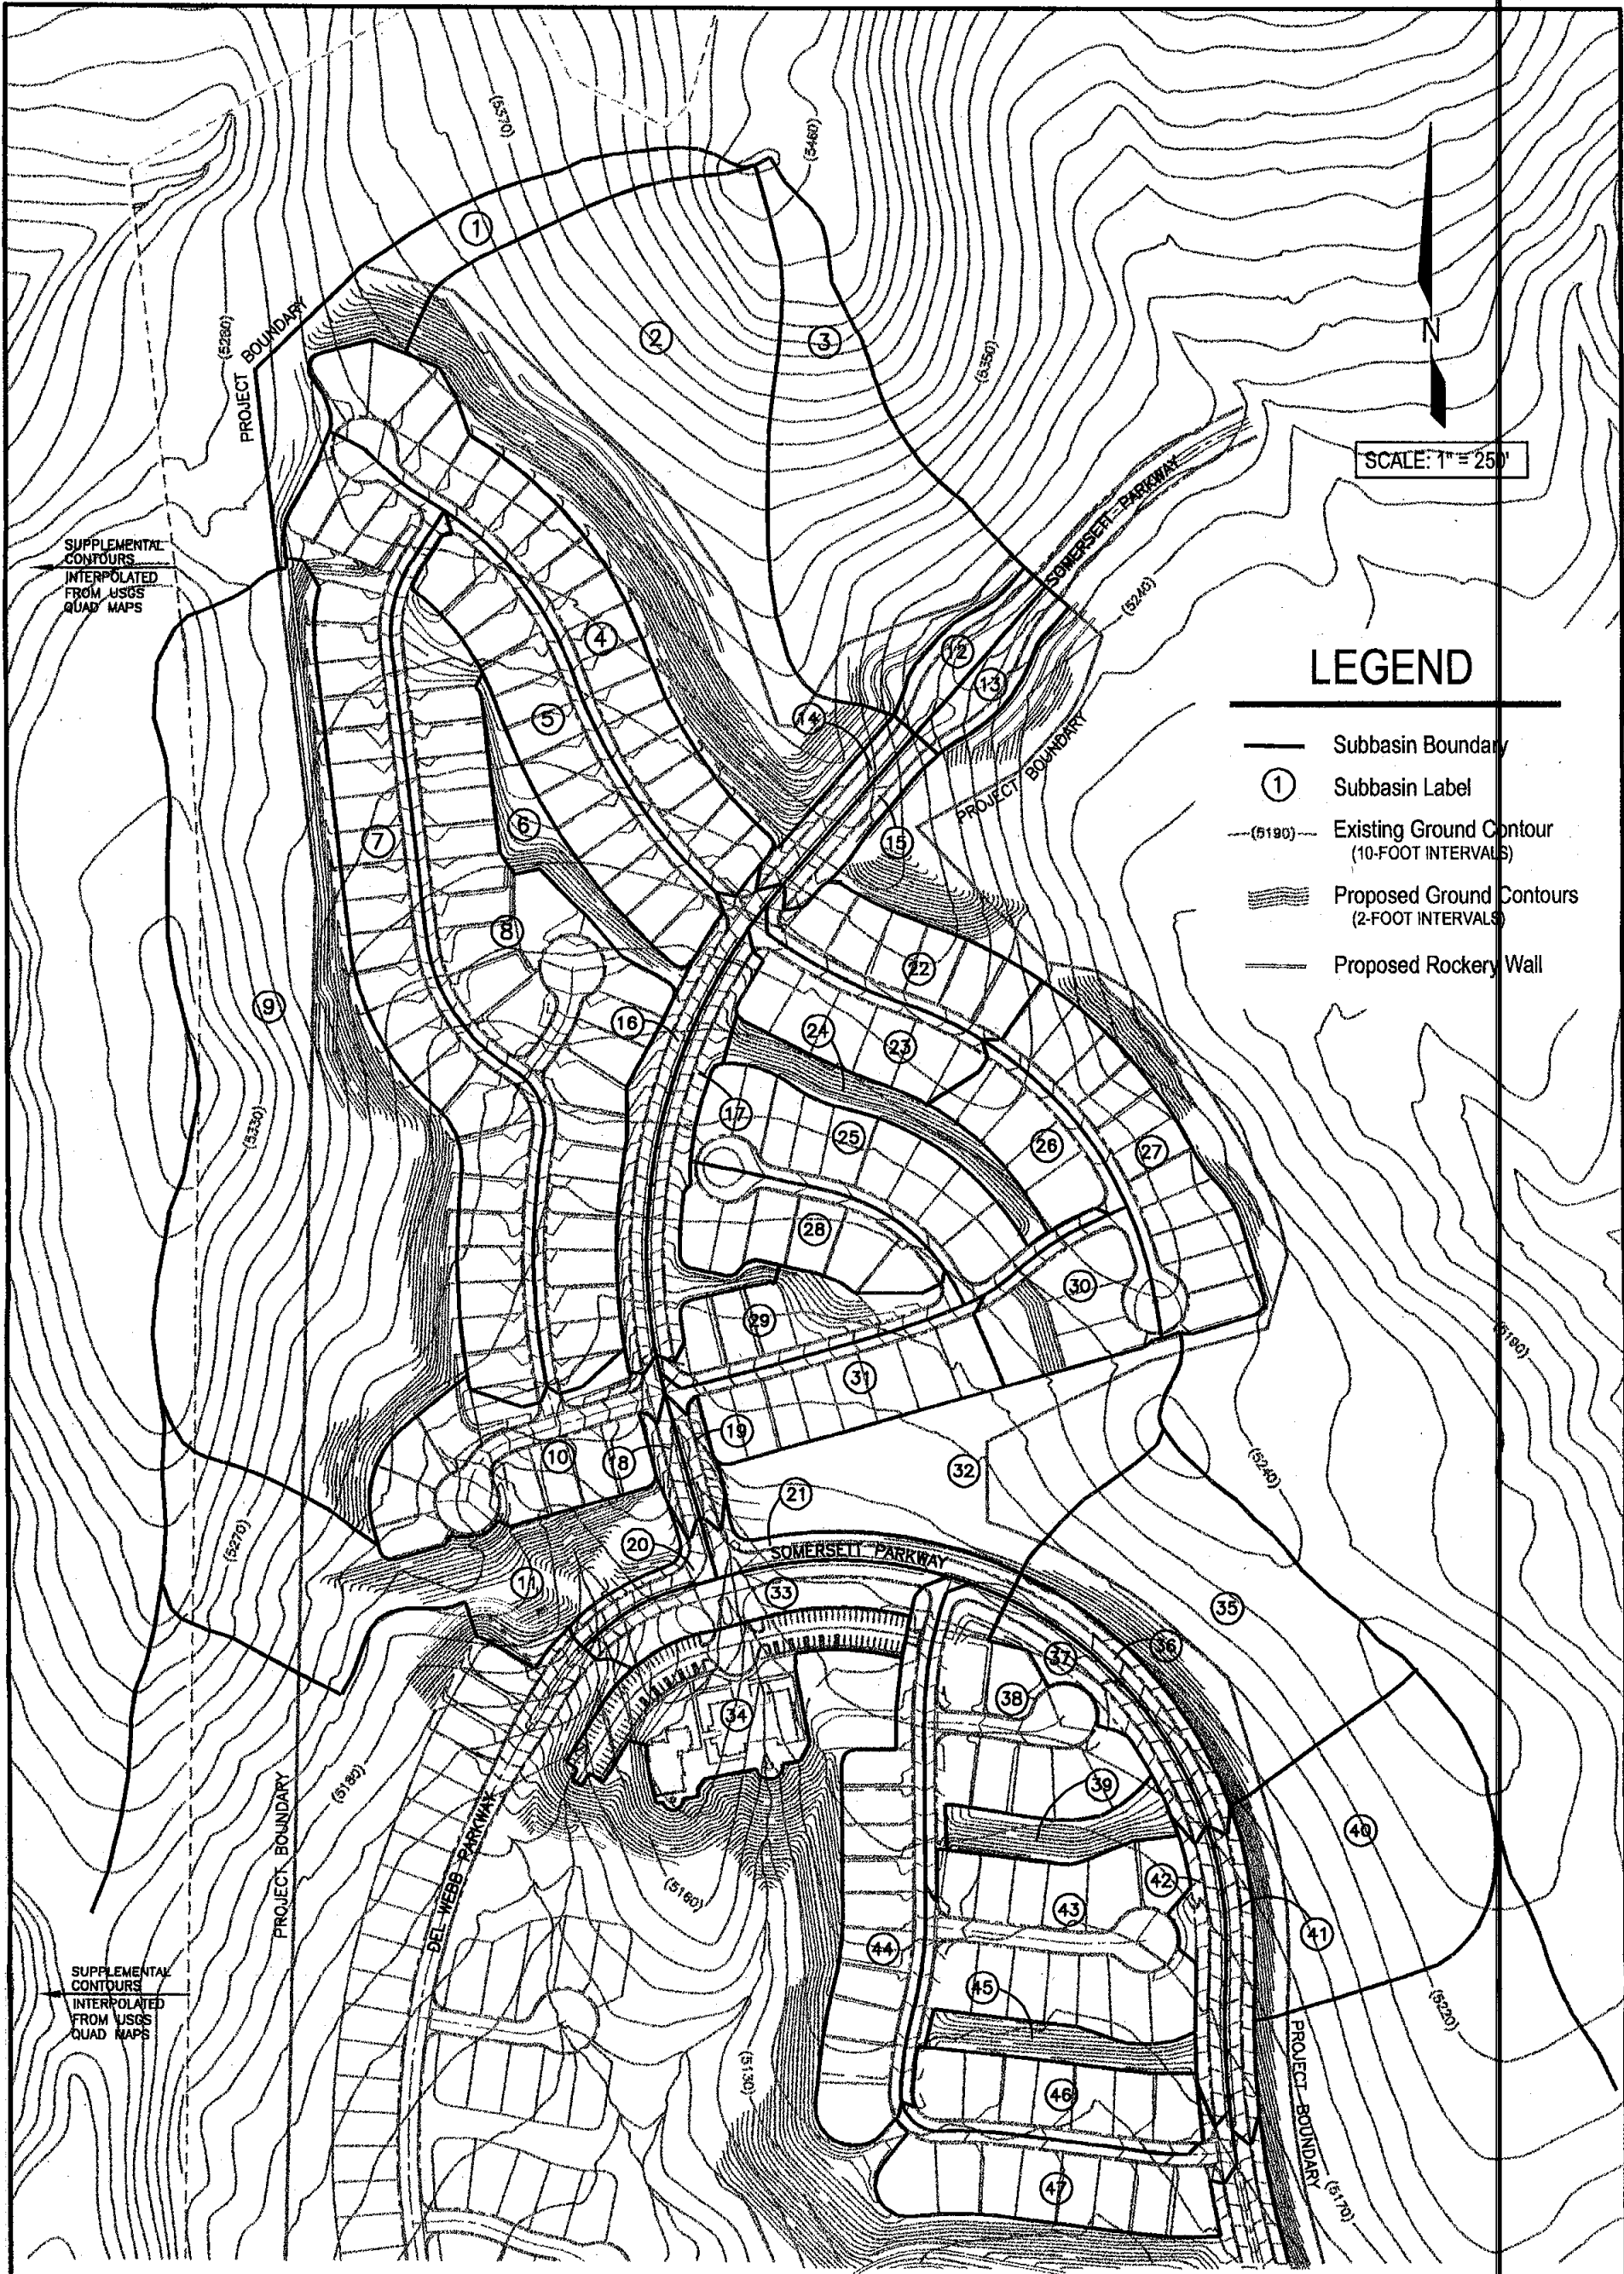 (5370)
(5460)
1
(5280)
PROJECT BOUNDARY
2
3
(5350)
N
SCALE: 1" = 250'
SOMERSETT PARKWAY
SUPPLEMENTAL
CONTOURS
INTERPOLATED
FROM USGS
QUAD MAPS
(5240)
4
12
13
14
5
PROJECT BOUNDARY
LEGEND
Subbasin Boundary
1
Subbasin Label
(5190)
Existing Ground Contour
(10-FOOT INTERVALS)
Proposed Ground Contours
(2-FOOT INTERVALS)
Proposed Rockery Wall
6
7
15
8
22
9
16
24
23
17
25
26
27
(5330)
28
30
29
31
(5190)
10
18
19
32
(5240)
21
20
SOMERSETT PARKWAY
(5270)
11
33
35
36
37
38
34
39
(5180)
PROJECT BOUNDARY
DEL WEBB PARKWAY
40
(5160)
42
43
41
44
45
SUPPLEMENTAL
CONTOURS
INTERPOLATED
FROM USGS
QUAD MAPS
(5220)
(5130)
46
PROJECT BOUNDARY
47
(5170)